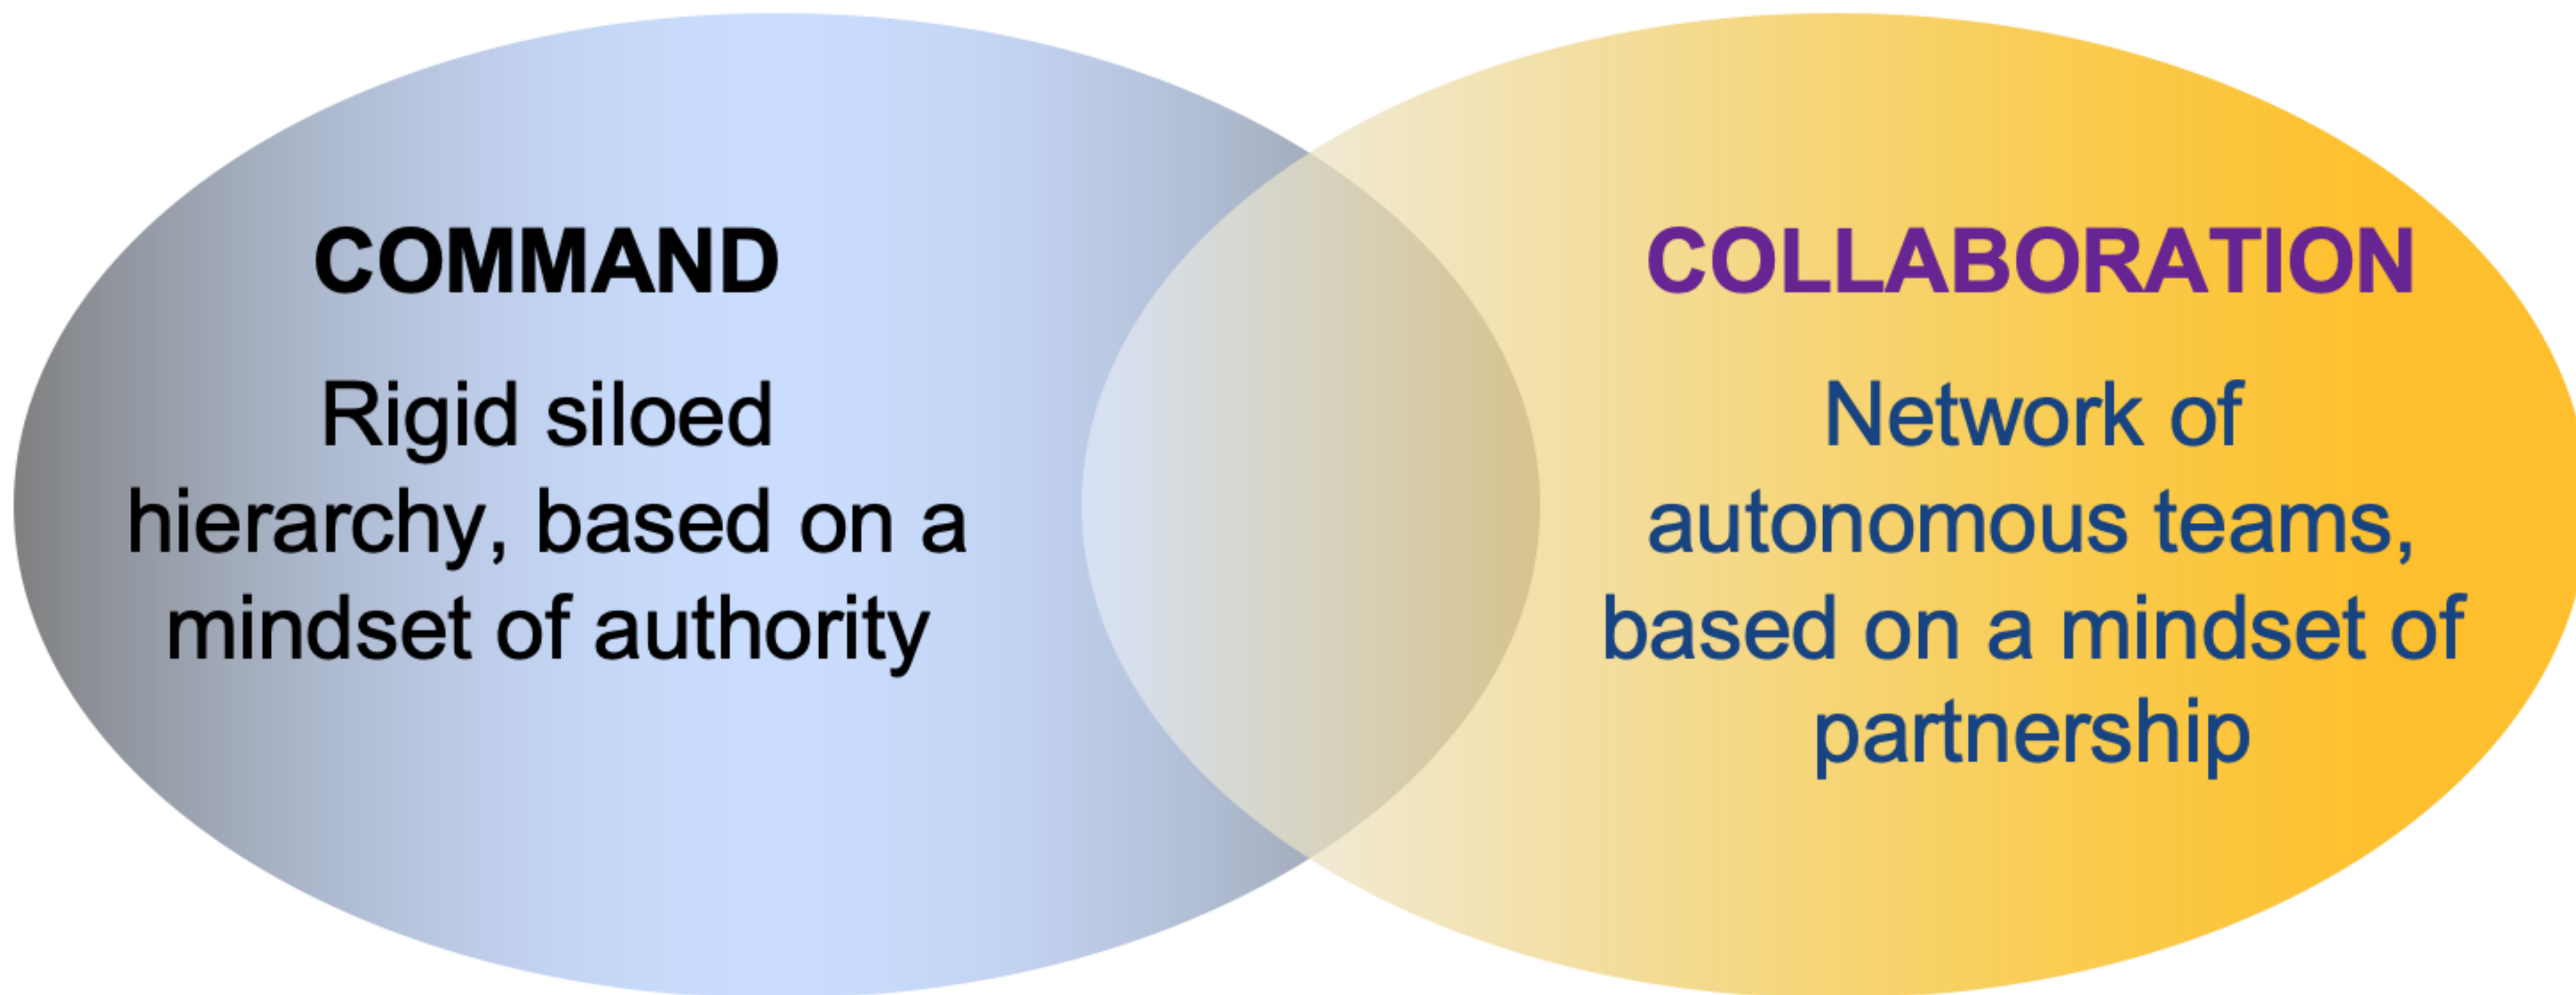 COMMAND
Rigid siloed
hierarchy, based on a
mindset of authority
COLLABORATION
Network of
autonomous teams,
based on a mindset of
partnership